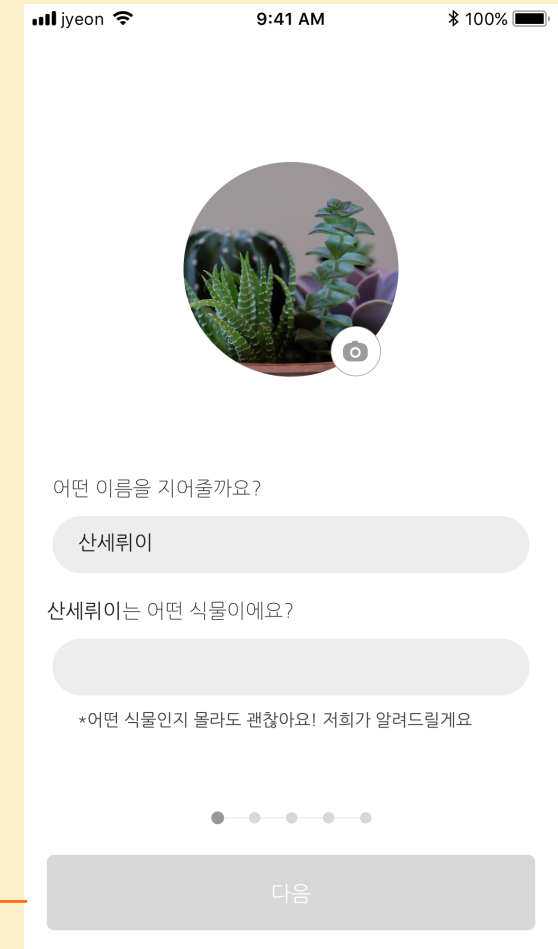 jyeon 9:41 AM 100%
어떤 이름을 지어줄까요?
산세뤼이
산세뤼이는 어떤 식물이에요?
*어떤 식물인지 몰라도 괜찮아요! 저희가 알려드릴게요
다음